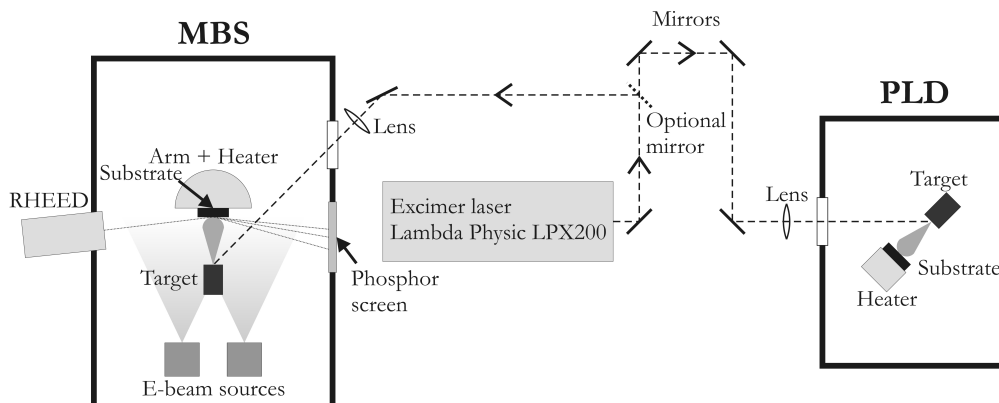 MBS
Arm + Heater
Substrate
RHEED
Target
Phosphor
screen
E-beam sources
Lens
Excimer laser
Lambda Physic LPX200
Mirrors
Optional
mirror
PLD
Lens
Target
Substrate
Heater